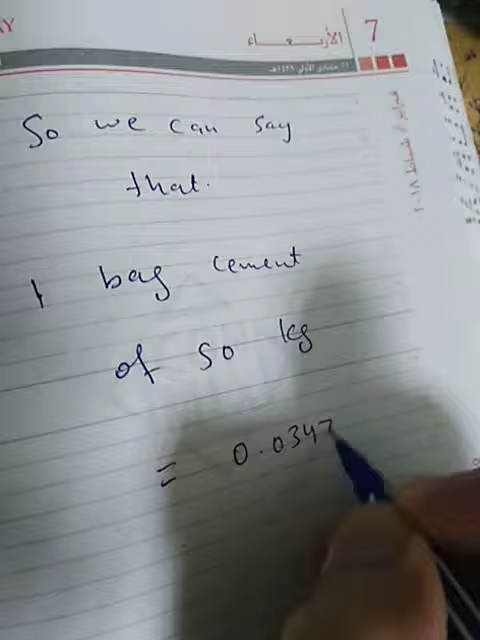 7
الأربعاء
So we can say
that.
1 bag cement
of 50 kg
= 0.0347